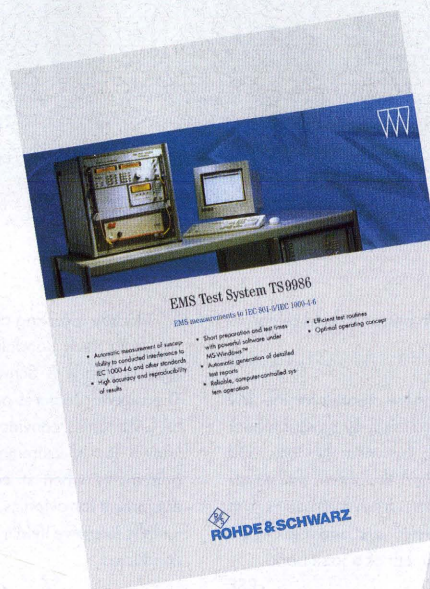 EMS Test System TS9986
EMS measurements to IEC 801-6/IEC 1000-4-6
• Automatic measurement of suscep-
tibility to conducted interference to
IEC 1000-4-6 and other standards
• High accuracy and reproducibility
of results
• Short preparation and test times
with powerful software under
MS-Windows™
• Automatic generation of detailed
test reports
• Reliable, computer-controlled sys-
tem operation
• Efficient test routines
• Optimal operating concept
ROHDE & SCHWARZ